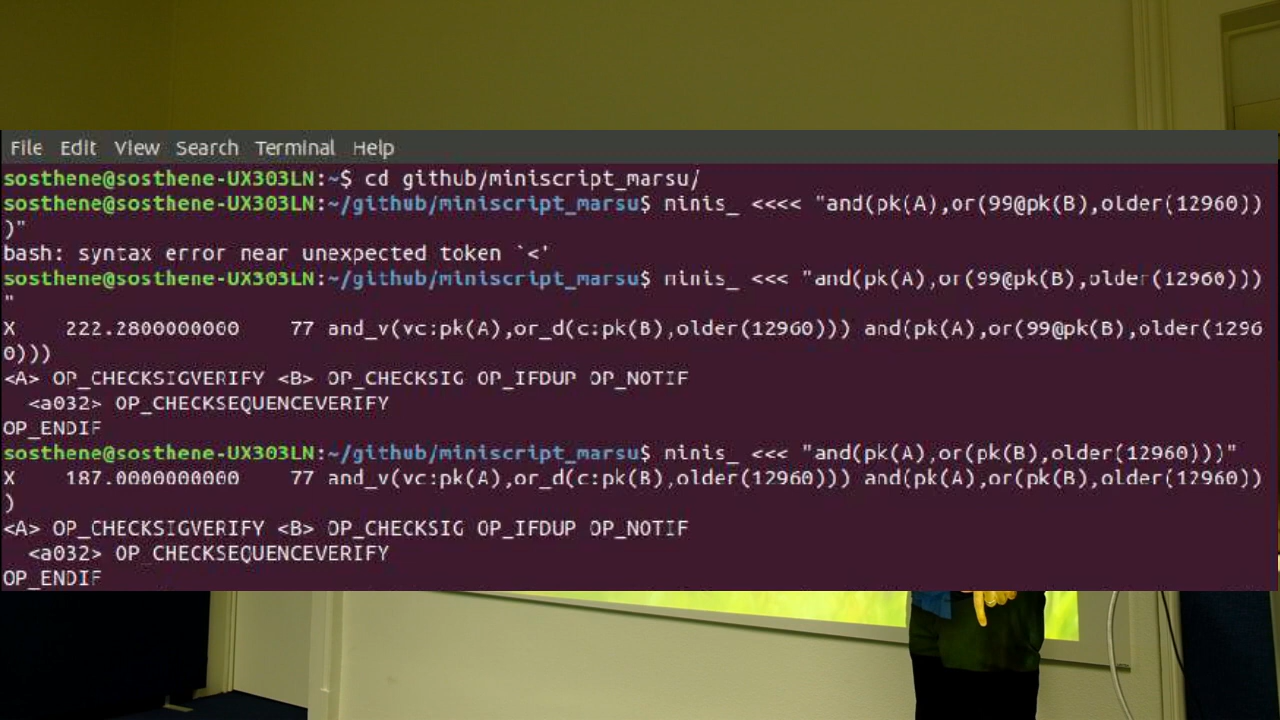 File Edit View Search Terminal Help
sosthene@sosthene-UX303LN:~$ cd github/miniscript_marsu/
sosthene@sosthene-UX303LN:~/github/miniscript_marsu$ minis_ <<<< "and(pk(A),or(99@pk(B),older(12960))
)"
bash: syntax error near unexpected token `<'
sosthene@sosthene-UX303LN:~/github/miniscript_marsu$ minis_ <<< "and(pk(A),or(99@pk(B),older(12960)))
"
X 222.2800000000 77 and_v(vc:pk(A),or_d(c:pk(B),older(12960))) and(pk(A),or(99@pk(B),older(1296
0)))
<A> OP_CHECKSIGVERIFY <B> OP_CHECKSIG OP_IFDUP OP_NOTIF
<a032> OP_CHECKSEQUENCEVERIFY
OP_ENDIF
sosthene@sosthene-UX303LN:~/github/miniscript_marsu$ minis_ <<< "and(pk(A),or(pk(B),older(12960)))"
X 187.0000000000 77 and_v(vc:pk(A),or_d(c:pk(B),older(12960))) and(pk(A),or(pk(B),older(12960))
)
<A> OP_CHECKSIGVERIFY <B> OP_CHECKSIG OP_IFDUP OP_NOTIF
<a032> OP_CHECKSEQUENCEVERIFY
OP_ENDIF